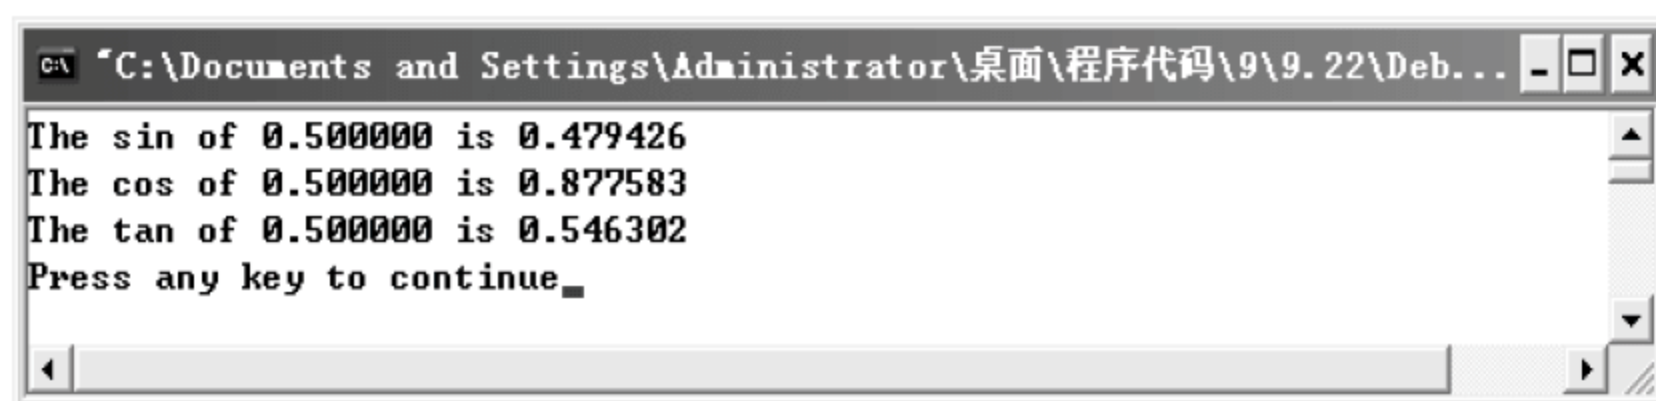 "C:\Documents and Settings\Administrator\桌面\程序代码\9\9.22\Deb...
The sin of 0.500000 is 0.479426
The cos of 0.500000 is 0.877583
The tan of 0.500000 is 0.546302
Press any key to continue